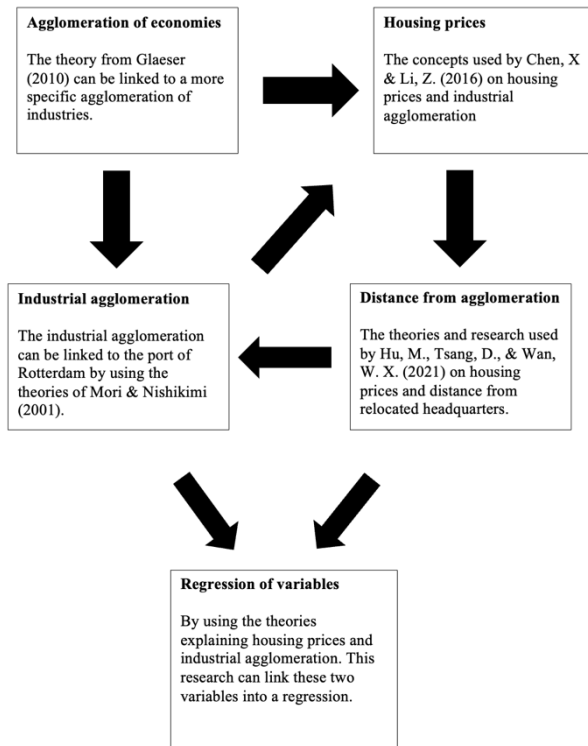 Agglomeration of economies
The theory from Glaeser
(2010) can be linked to a more
specific agglomeration of
industries.
Housing prices
The concepts used by Chen, X
& Li, Z. (2016) on housing
prices and industrial
agglomeration
Industrial agglomeration
The industrial agglomeration
can be linked to the port of
Rotterdam by using the
theories of Mori & Nishikimi
(2001).
Distance from agglomeration
The theories and research used
by Hu, M., Tsang, D., & Wan,
W. X. (2021) on housing
prices and distance from
relocated headquarters.
Regression of variables
By using the theories
explaining housing prices and
industrial agglomeration. This
research can link these two
variables into a regression.